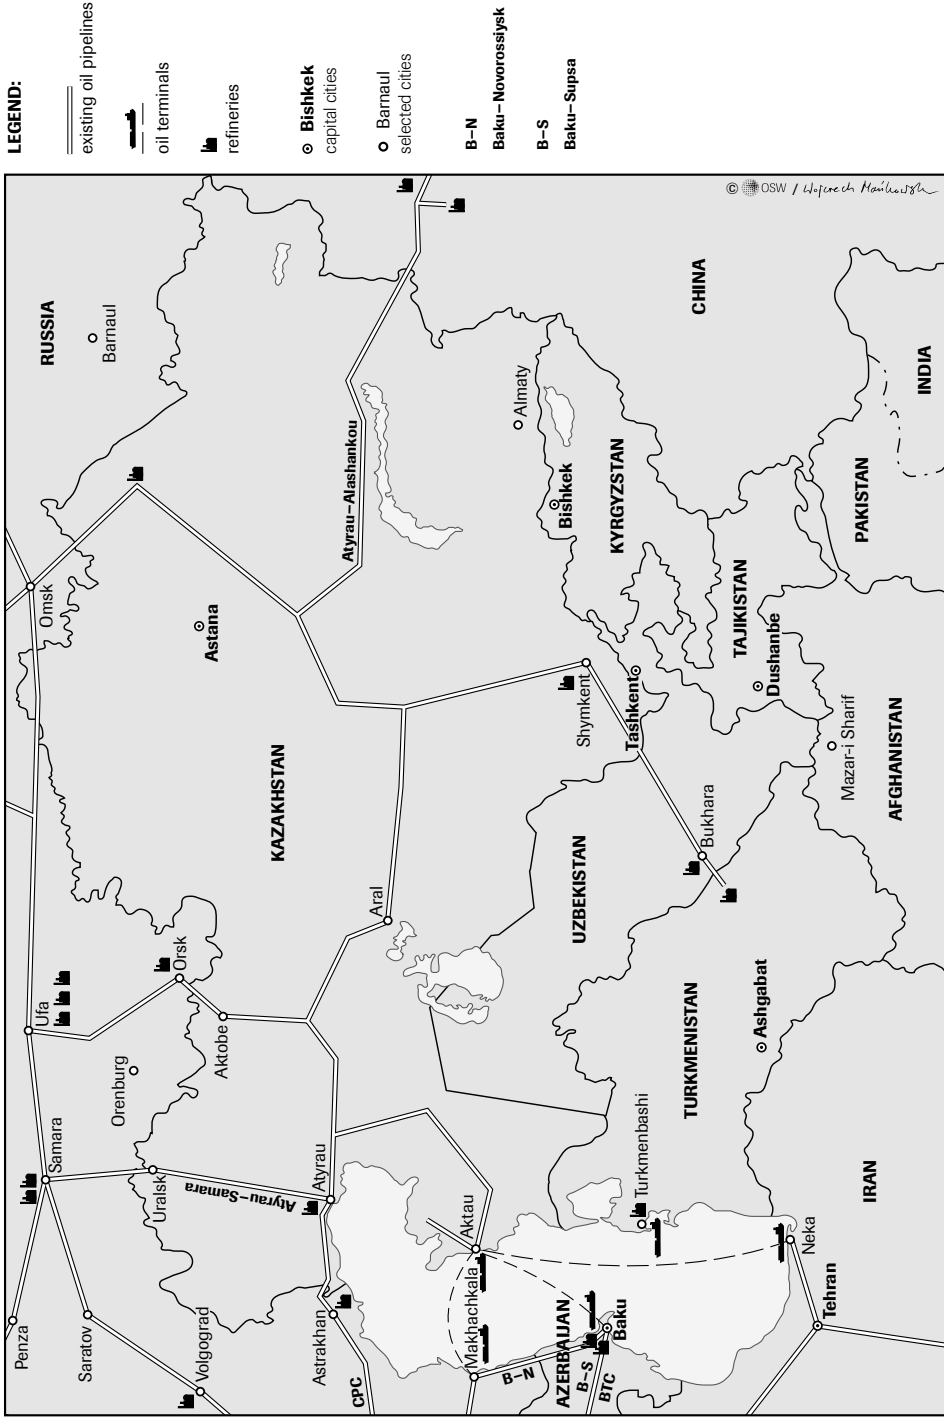 LEGEND:
existing oil pipelines
oil terminals
refineries
Bishkek
capital cities
Barnaul
selected cities
B–N
Baku–Novorossiysk
B–S
Baku–Supsa
Penza
Samara
Ufa
Omsk
RUSSIA
Barnaul
Saratov
Orenburg
Uralsk
Orsk
Volgograd
Aktobe
Astana
Atyrau–Samara
KAZAKHSTAN
Astrakhan
Atyrau
Aral
Atyrau–Alashankou
CPC
Makhachkala
Aktau
B–N
Almaty
AZERBAIJAN
B–S
BTC
Baku
UZBEKISTAN
Shymkent
Bishkek
KYRGYZSTAN
Tashkent
Turkmenbashi
TURKMENISTAN
Bukhara
CHINA
Ashgabat
TAJIKISTAN
Dushanbe
Neka
Tehran
Mazar-i Sharif
IRAN
AFGHANISTAN
PAKISTAN
INDIA
© OSW / Wojciech Mańkowski